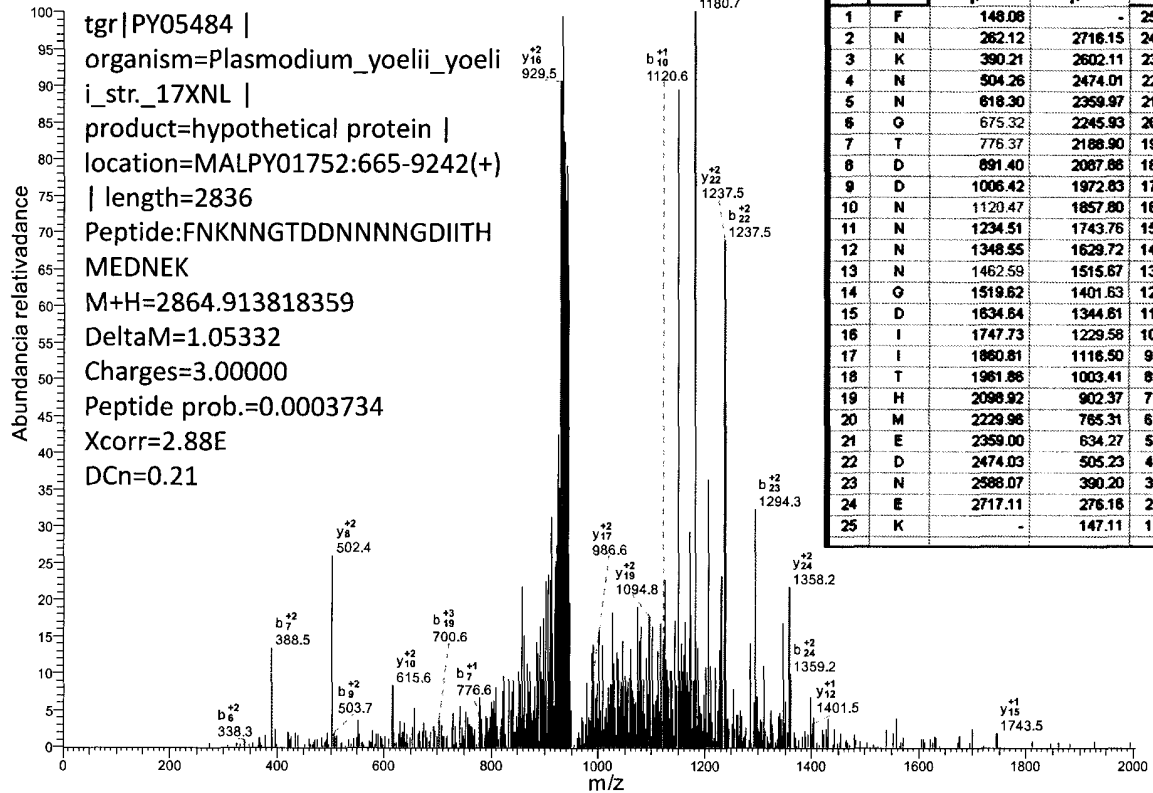 1180.7
tgr|PY05484 |
organism=Plasmodium_yoelii_yoeli
i_str._17XNL |
product=hypothetical protein |
location=MALPY01752:665-9242(+)
| length=2836
Peptide:FNKNNGTDDNNNNGDIITH
MEDNEK
M+H=2864.913818359
DeltaM=1.05332
Charges=3.00000
Peptide prob.=0.0003734
Xcorr=2.88E
DCn=0.21
Abundancia relativadance
100
95
90
85
80
75
70
65
60
55
50
45
40
35
30
25
20
15
10
5
0
y16+2
929,5
b10+1
1120.6
y22+2
1237.5
b22+2
1237.5
b23+2
1294.3
y8+2
502.4
y17+2
986.6
y24+2
1358.2
y19+2
1094.8
b7+2
388.5
b19+3
700.6
b24+2
1359.2
y10+2
615.6
b7+1
776.6
b9+2
503.7
y12+1
1401.5
b6+2
338.3
y15+1
1743.5
0 200 400 600 800 1000 1200 1400 1600 1800 2000
m/z
1 F 148.08 - 25
2 N 262.12 2716.15 24
3 K 390.21 2602.11 23
4 N 504.26 2474.01 22
5 N 618.30 2359.97 21
6 G 675.32 2245.93 20
7 T 776.37 2188.90 19
8 D 891.40 2087.86 18
9 D 1006.42 1972.83 17
10 N 1120.47 1857.80 16
11 N 1234.51 1743.76 15
12 N 1348.55 1629.72 14
13 N 1462.59 1515.67 13
14 G 1519.62 1401.63 12
15 D 1634.64 1344.61 11
16 I 1747.73 1229.58 10
17 I 1860.81 1116.50 9
18 T 1961.86 1003.41 8
19 H 2098.92 902.37 7
20 M 2229.96 765.31 6
21 E 2359.00 634.27 5
22 D 2474.03 505.23 4
23 N 2588.07 390.20 3
24 E 2717.11 276.16 2
25 K - 147.11 1